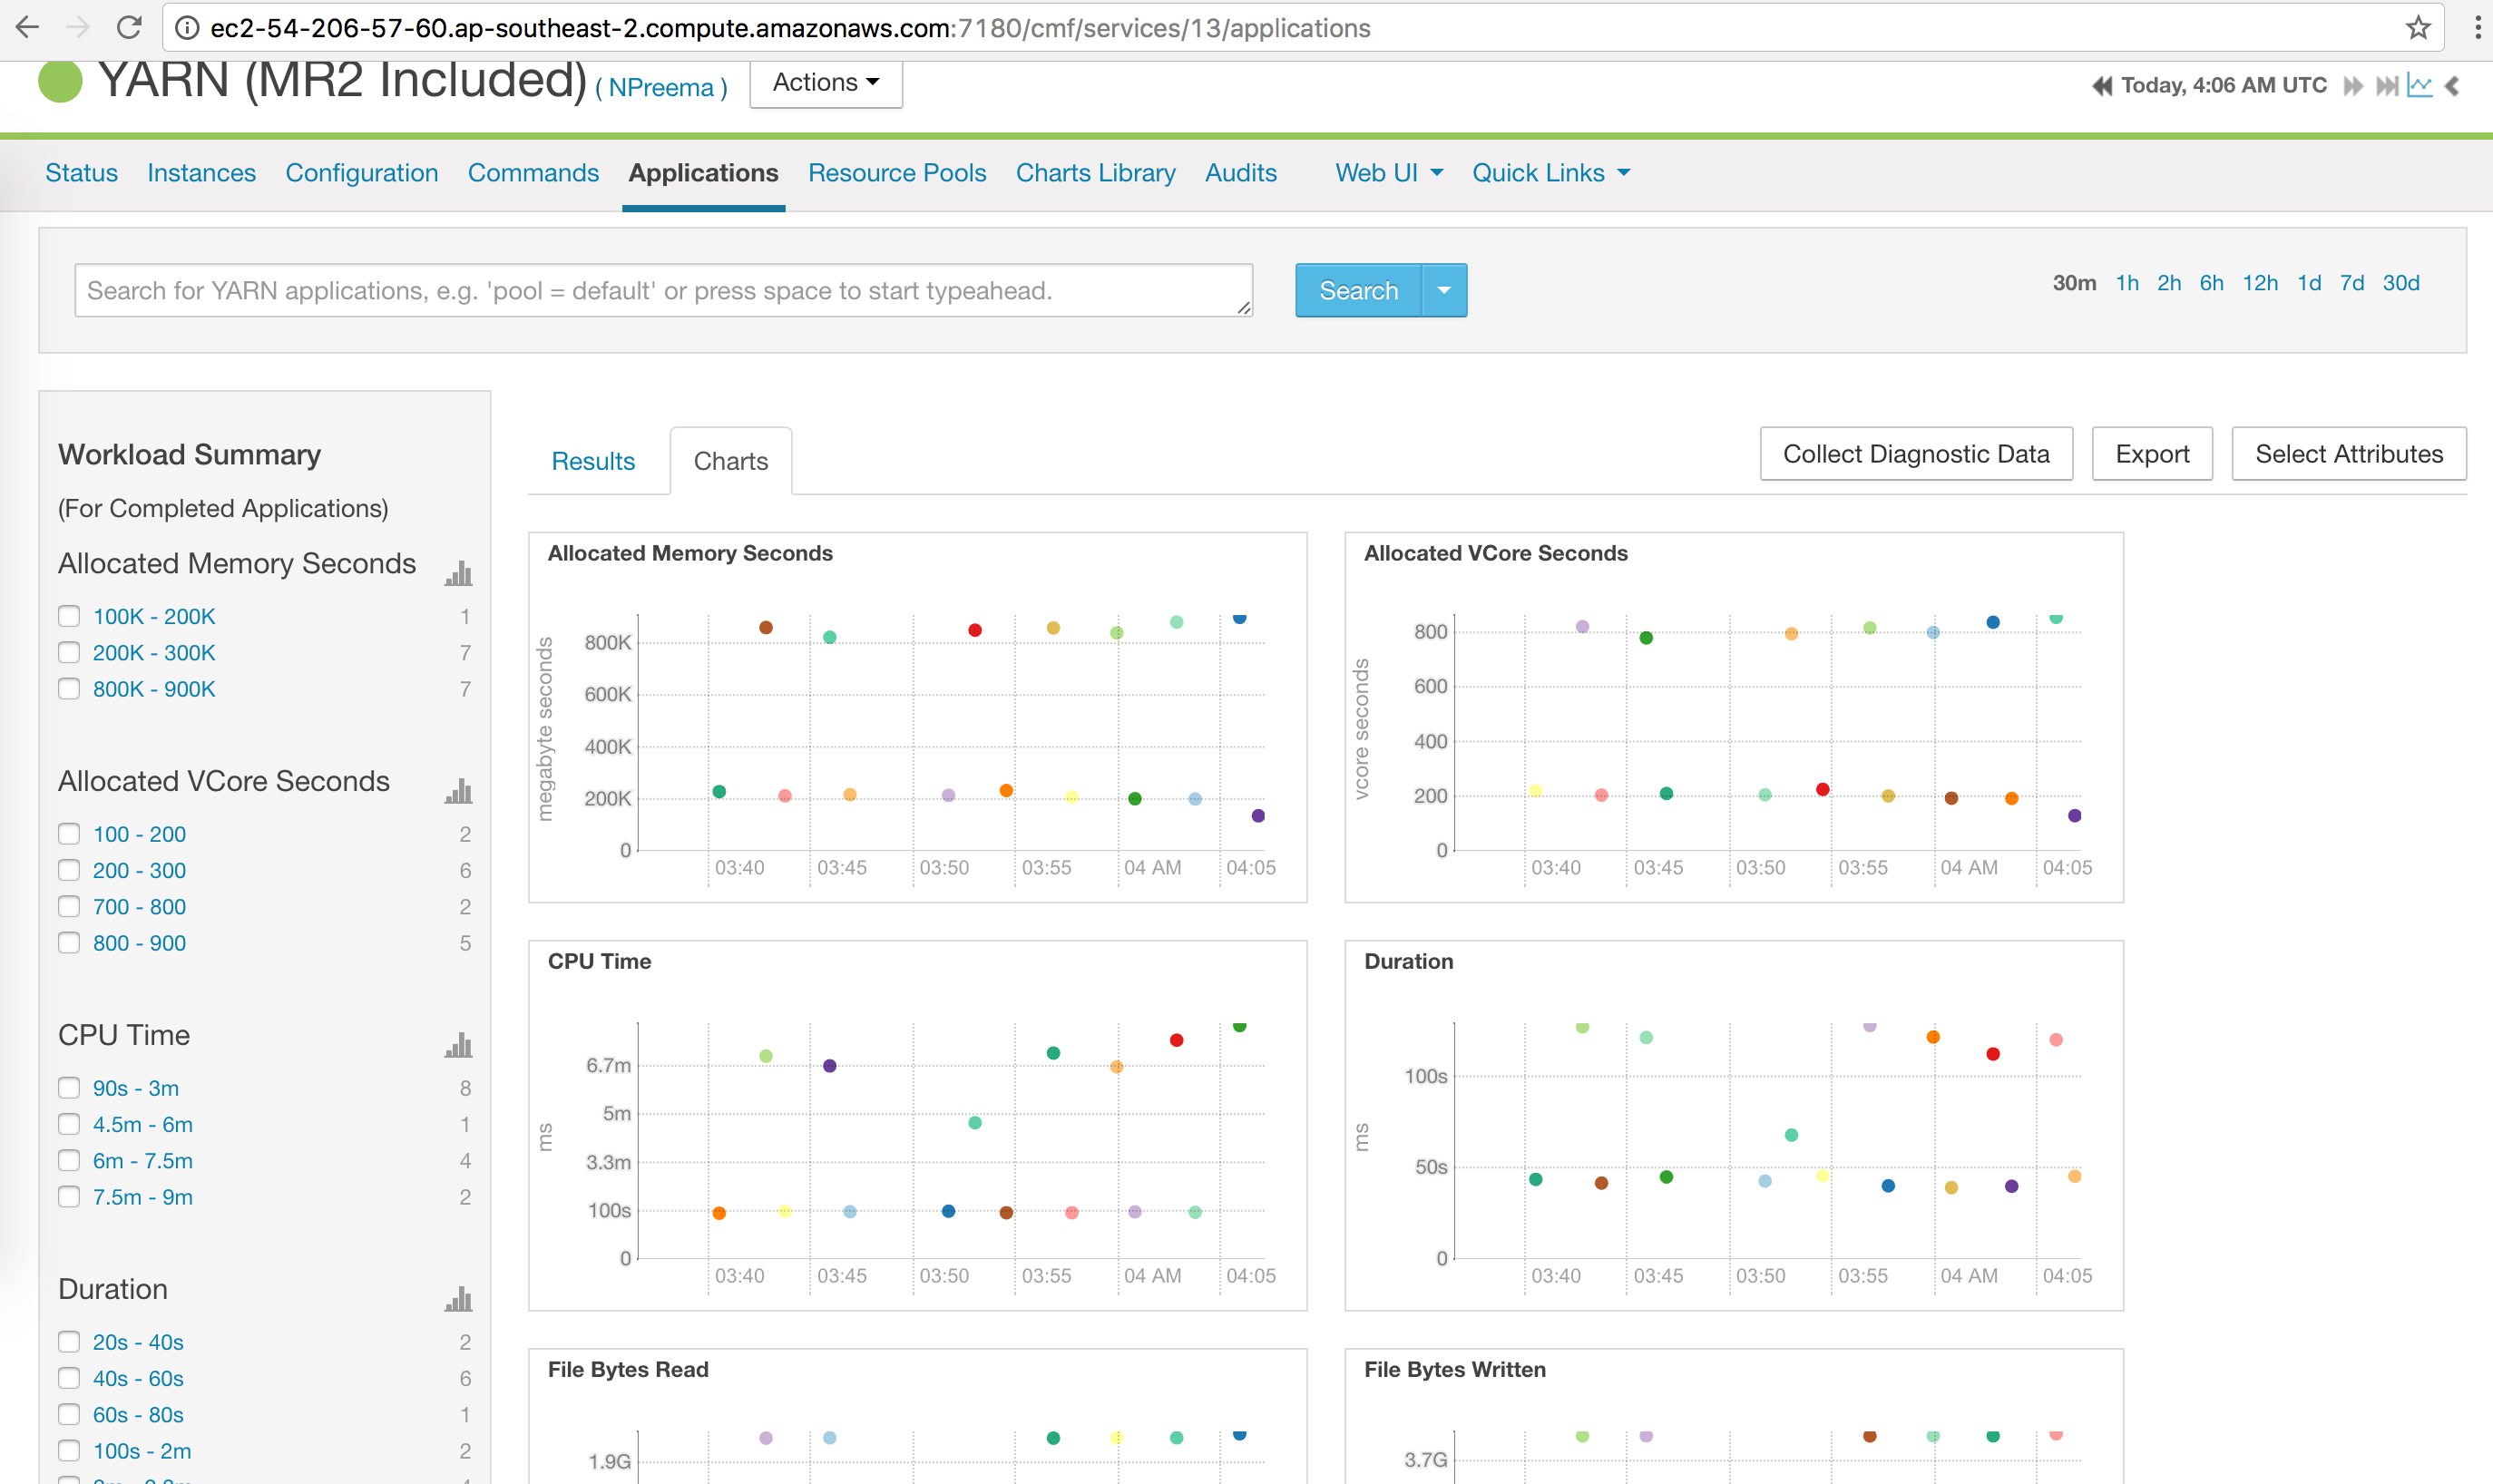 ec2-54-206-57-60.ap-southeast-2.compute.amazonaws.com:7180/cmf/services/13/applications
YARN (MR2 Included) ( NPreema ) Actions
Today, 4:06 AM UTC
Status Instances Configuration Commands Applications Resource Pools Charts Library Audits Web UI Quick Links
Search for YARN applications, e.g. 'pool = default' or press space to start typeahead. Search
30m 1h 2h 6h 12h 1d 7d 30d
Workload Summary
(For Completed Applications)
Allocated Memory Seconds
100K - 200K 1
200K - 300K 7
800K - 900K 7
Allocated VCore Seconds
100 - 200 2
200 - 300 6
700 - 800 2
800 - 900 5
CPU Time
90s - 3m 8
4.5m - 6m 1
6m - 7.5m 4
7.5m - 9m 2
Duration
20s - 40s 2
40s - 60s 6
60s - 80s 1
100s - 2m 2
Results Charts
Collect Diagnostic Data Export Select Attributes
Allocated Memory Seconds
megabyte seconds
800K
600K
400K
200K
0
03:40 03:45 03:50 03:55 04 AM 04:05
Allocated VCore Seconds
vcore seconds
800
600
400
200
0
03:40 03:45 03:50 03:55 04 AM 04:05
CPU Time
ms
6.7m
5m
3.3m
100s
0
03:40 03:45 03:50 03:55 04 AM 04:05
Duration
ms
100s
50s
0
03:40 03:45 03:50 03:55 04 AM 04:05
File Bytes Read
1.9G
File Bytes Written
3.7G